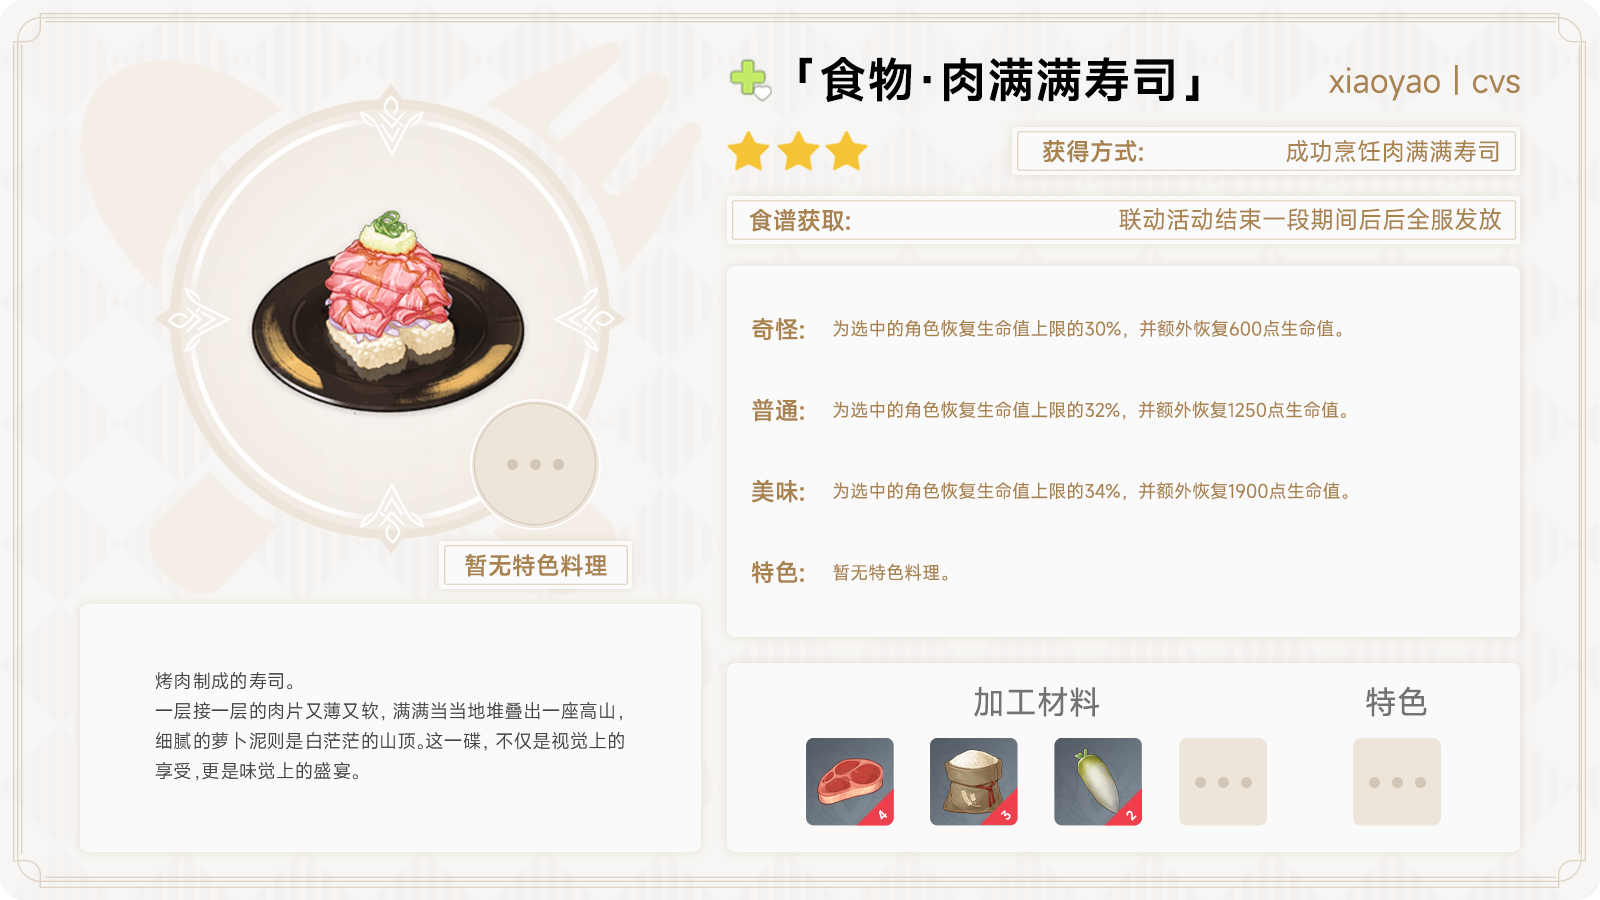 「食物·肉满满寿司」
xiaoyao | cvs
获得方式:
成功烹饪肉满满寿司
食谱获取:
联动活动结束一段期间后后全服发放
奇怪:
为选中的角色恢复生命值上限的30%，并额外恢复600点生命值。
普通:
为选中的角色恢复生命值上限的32%，并额外恢复1250点生命值。
美味:
为选中的角色恢复生命值上限的34%，并额外恢复1900点生命值。
特色:
暂无特色料理。
暂无特色料理
烤肉制成的寿司。
一层接一层的肉片又薄又软，满满当当地堆叠出一座高山，
细腻的萝卜泥则是白茫茫的山顶。这一碟，不仅是视觉上的
享受,更是味觉上的盛宴。
加工材料
特色
4
3
2